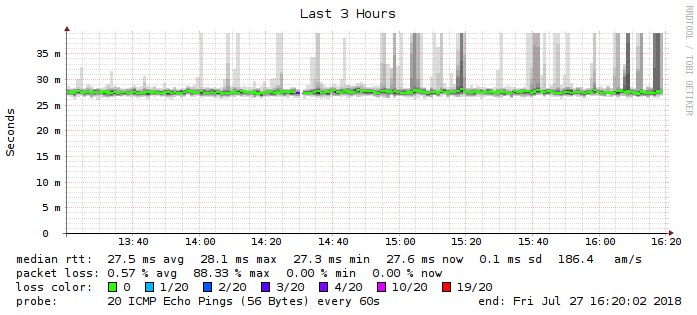 Last 3 Hours
RRDTOOL / TOBI OETIKER
Seconds
35 m
30 m
25 m
20 m
15 m
10 m
5 m
0
13:40 14:00 14:20 14:40 15:00 15:20 15:40 16:00 16:20
median rtt: 27.5 ms avg 28.1 ms max 27.3 ms min 27.6 ms now 0.1 ms sd 186.4 am/s
packet loss: 0.57 % avg 88.33 % max 0.00 % min 0.00 % now
loss color: 0 1/20 2/20 3/20 4/20 10/20 19/20
probe: 20 ICMP Echo Pings (56 Bytes) every 60s end: Fri Jul 27 16:20:02 2018